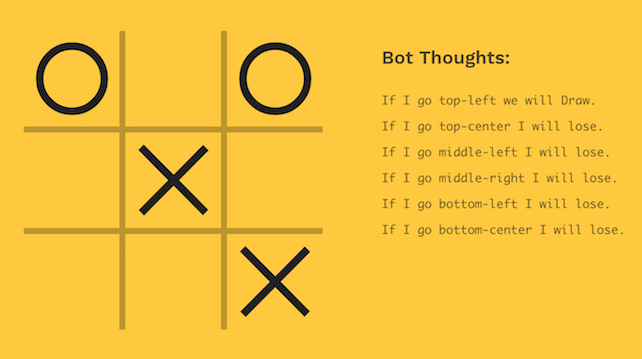 Bot Thoughts:
If I go top-left we will Draw.
If I go top-center I will lose.
If I go middle-left I will lose.
If I go middle-right I will lose.
If I go bottom-left I will lose.
If I go bottom-center I will lose.